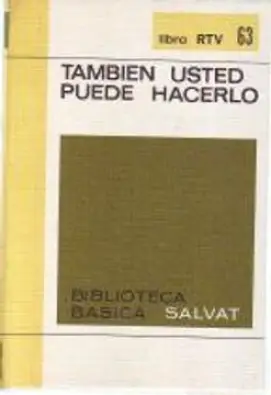 libro RTV 63
TAMBIEN USTED
PUEDE HACERLO
BIBLIOTECA
BASICA SALVAT